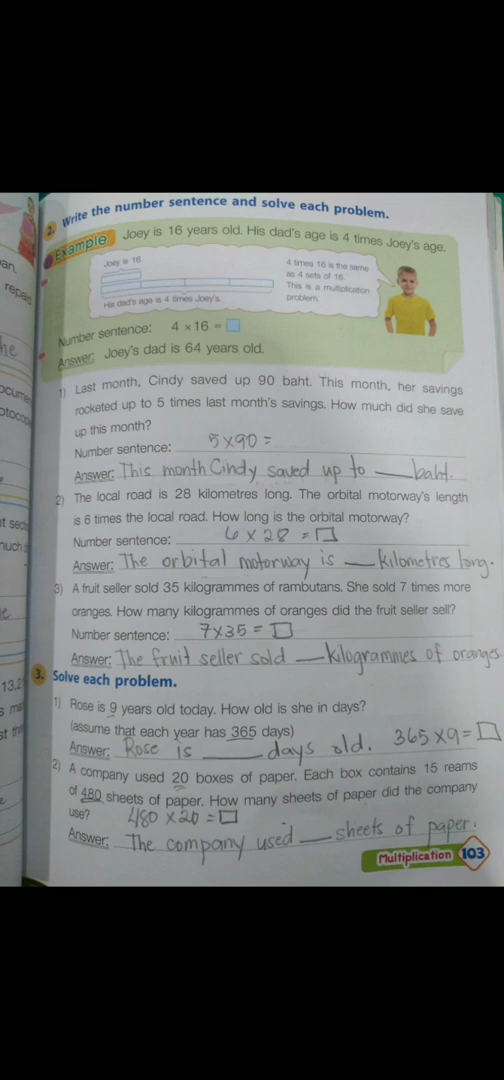 2. Write the number sentence and solve each problem.
Example Joey is 16 years old. His dad's age is 4 times Joey's age.
Joey is 16.
His dad's age is 4 times Joey's.
4 times 16 is the same
as 4 sets of 16.
This is a multiplication
problem.
Number sentence: 4 × 16 = □
Answer: Joey's dad is 64 years old.
1) Last month, Cindy saved up 90 baht. This month, her savings
rocketed up to 5 times last month's savings. How much did she save
up this month?
Number sentence: 5 x 90 =
Answer: This month Cindy saved up to ___ baht.
2) The local road is 28 kilometres long. The orbital motorway's length
is 6 times the local road. How long is the orbital motorway?
Number sentence: 6 x 28 = □
Answer: The orbital motorway is ___ kilometres long.
3) A fruit seller sold 35 kilogrammes of rambutans. She sold 7 times more
oranges. How many kilogrammes of oranges did the fruit seller sell?
Number sentence: 7x35 = □
Answer: The fruit seller sold ___ kilogrammes of oranges
3. Solve each problem.
1) Rose is 9 years old today. How old is she in days?
(assume that each year has 365 days)
Answer: Rose is ___ days old. 365 x 9 = □
2) A company used 20 boxes of paper. Each box contains 15 reams
of 480 sheets of paper. How many sheets of paper did the company
use? 480 x 20 = □
Answer: The company used ___ sheets of paper.
Multiplication 103